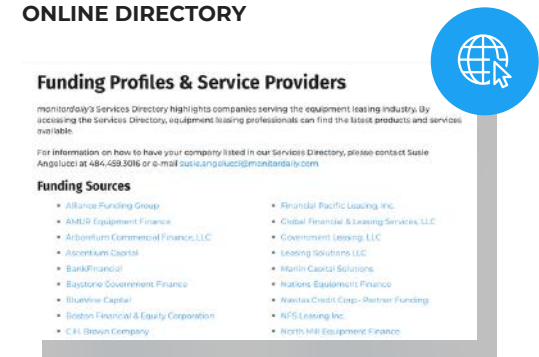 ONLINE DIRECTORY
Funding Profiles & Service Providers
monitordaily's Services Directory highlights companies serving the equipment leasing industry. By
accessing the Services Directory, equipment leasing professionals can find the latest products and services
available.
For information on how to have your company listed in our Services Directory, please contact Susie
Angelucci at 484.459.3016 or e-mail susie.angelucci@monitordaily.com
Funding Sources
• Alliance Funding Group
• AMUR Equipment Finance
• Arboretum Commercial Finance, LLC
• Ascentium Capital
• BankFinancial
• Baystone Government Finance
• BlueVine Capital
• Boston Financial & Equity Corporation
• C.H. Brown Company
• Financial Pacific Leasing, Inc.
• Global Financial & Leasing Services, LLC
• Government Leasing, LLC
• Leasing Solutions LLC
• Marlin Capital Solutions
• Nations Equipment Finance
• Navitas Credit Corp - Partner Funding
• NFS Leasing Inc.
• North Mill Equipment Finance